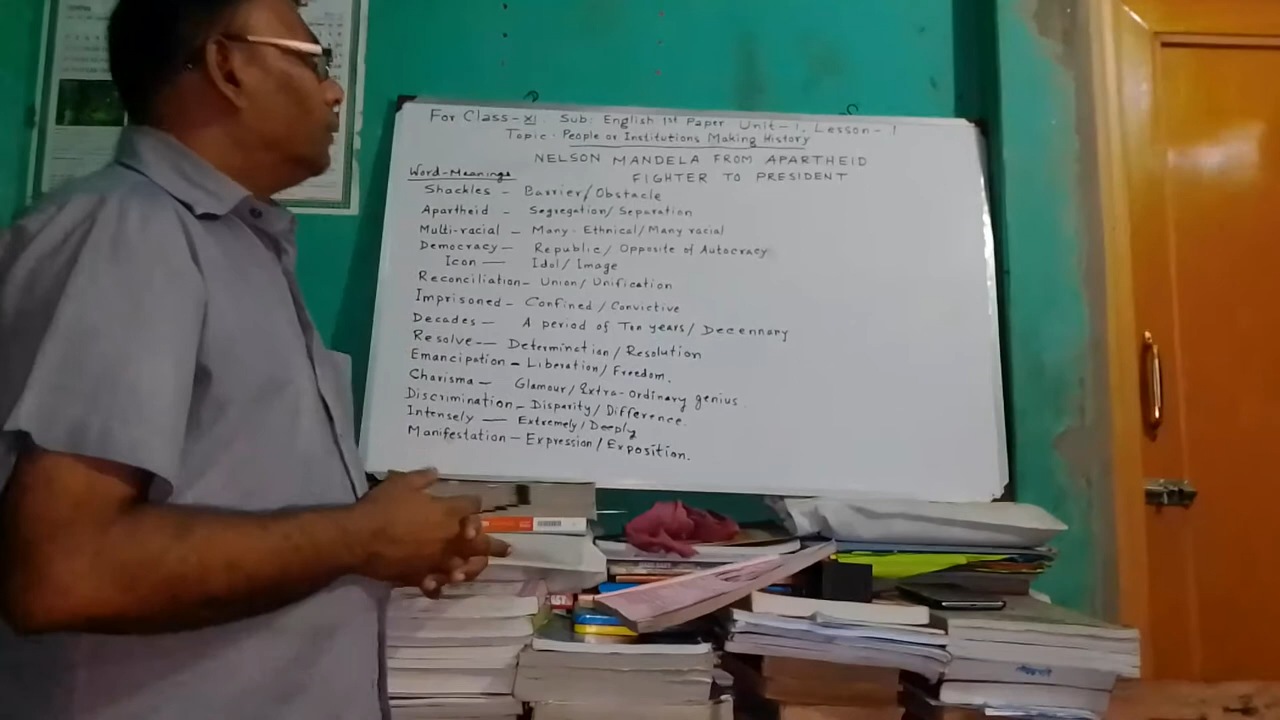 For Class-XI Sub: English 1st Paper Unit-1, Lesson-1
Topic: People or Institutions Making History
NELSON MANDELA FROM APARTHEID
FIGHTER TO PRESIDENT
Word-Meanings
Shackles - Barrier/Obstacle
Apartheid - Segregation/Separation
Multi-racial - Many-Ethnical/Many racial
Democracy - Republic/Opposite of Autocracy
Icon - Idol/Image
Reconciliation - Union/Unification
Imprisoned - Confined/Convictive
Decades - A period of Ten years/Decennary
Resolve - Determination/Resolution
Emancipation - Liberation/Freedom.
Charisma - Glamour/Extra-Ordinary genius.
Discrimination - Disparity/Difference.
Intensely - Extremely/Deeply
Manifestation - Expression/Exposition.